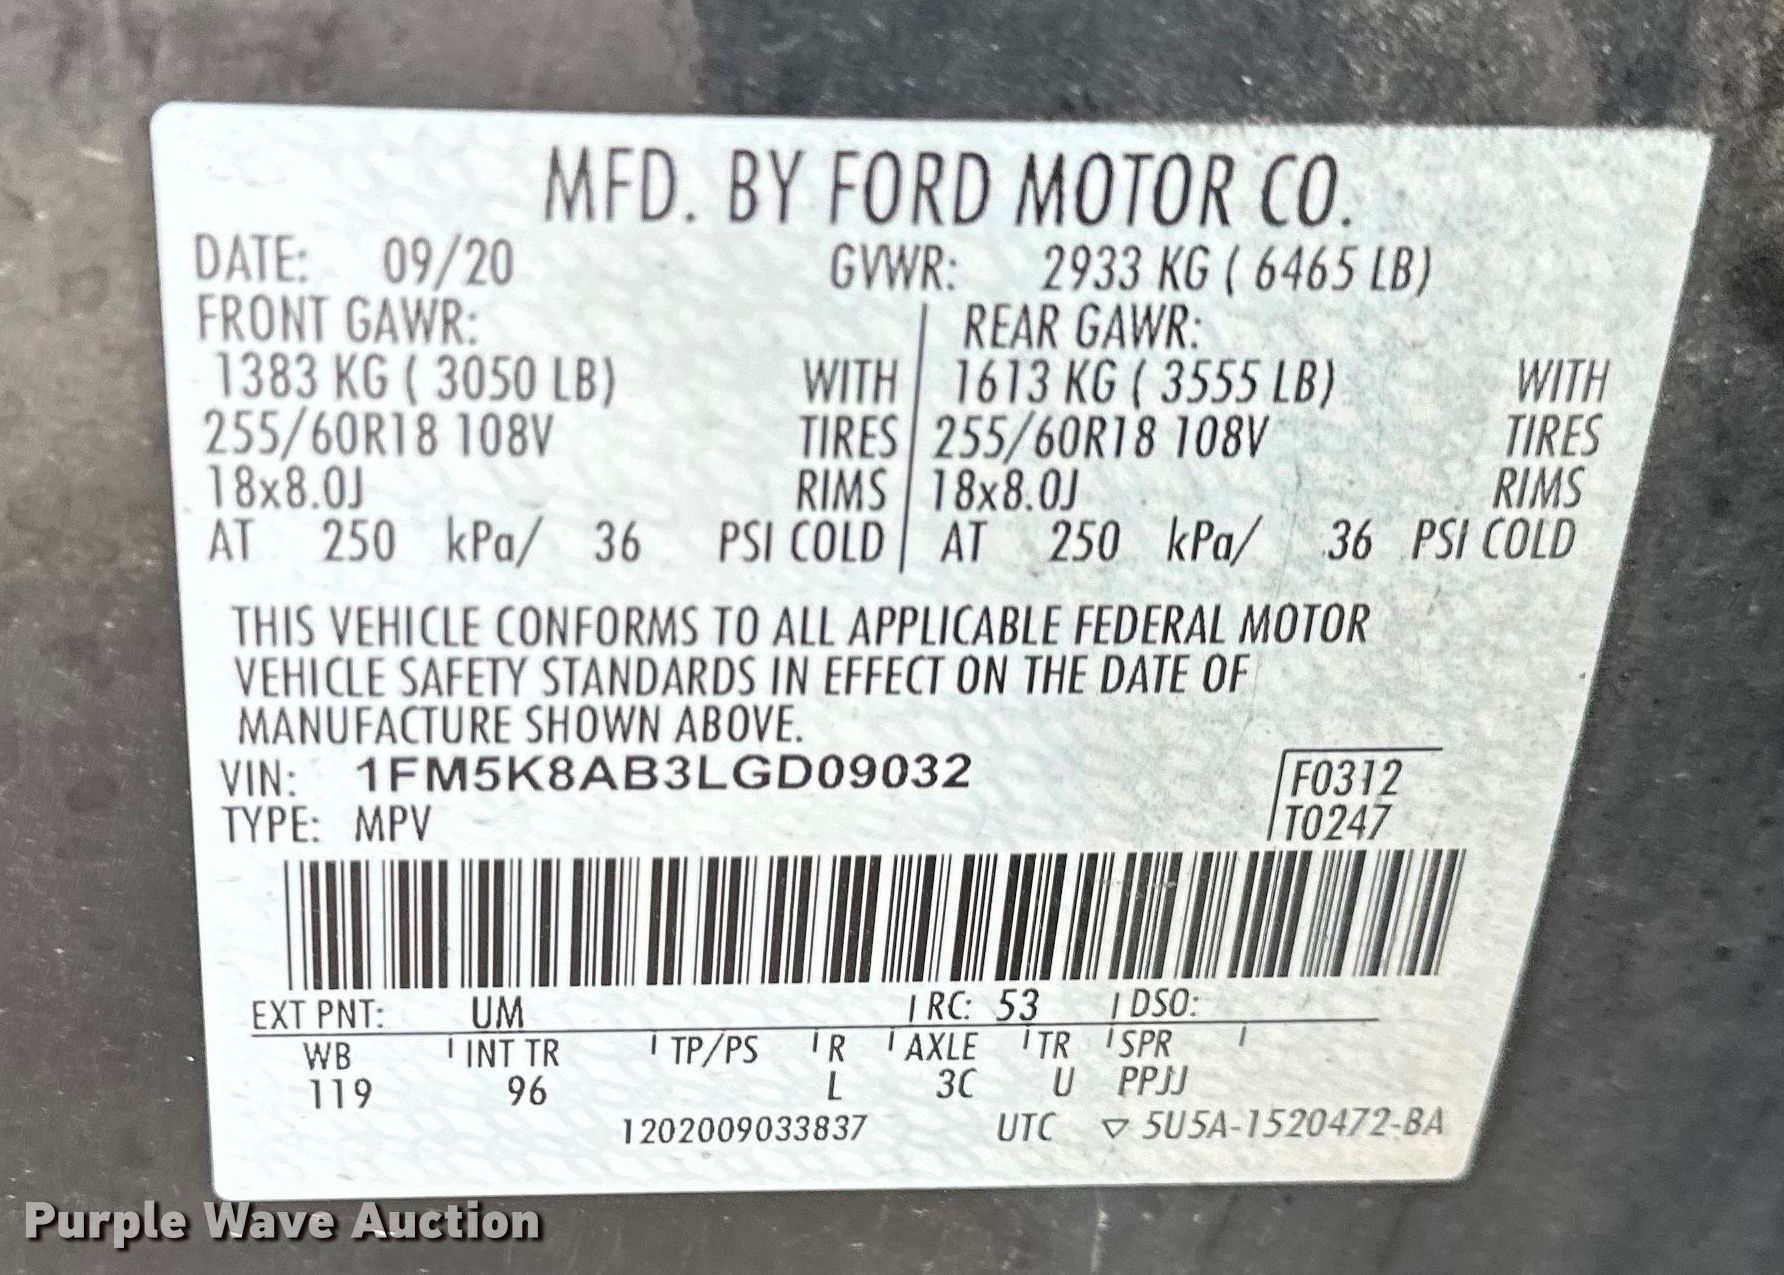 MFD. BY FORD MOTOR CO.
DATE: 09/20 GVWR: 2933 KG ( 6465 LB)
FRONT GAWR: REAR GAWR:
1383 KG ( 3050 LB) WITH 1613 KG ( 3555 LB) WITH
255/60R18 108V TIRES 255/60R18 108V TIRES
18x8.0J RIMS 18x8.0J RIMS
AT 250 kPa/ 36 PSI COLD AT 250 kPa/ 36 PSI COLD
THIS VEHICLE CONFORMS TO ALL APPLICABLE FEDERAL MOTOR
VEHICLE SAFETY STANDARDS IN EFFECT ON THE DATE OF
MANUFACTURE SHOWN ABOVE.
VIN: 1FM5K8AB3LGD09032 F0312
TYPE: MPV T0247
EXT PNT: UM RC: 53 DSO:
WB INT TR TP/PS R AXLE TR SPR
119 96 L 3C U PPJJ
1202009033837 UTC ▽ 5U5A-1520472-BA
Purple Wave Auction